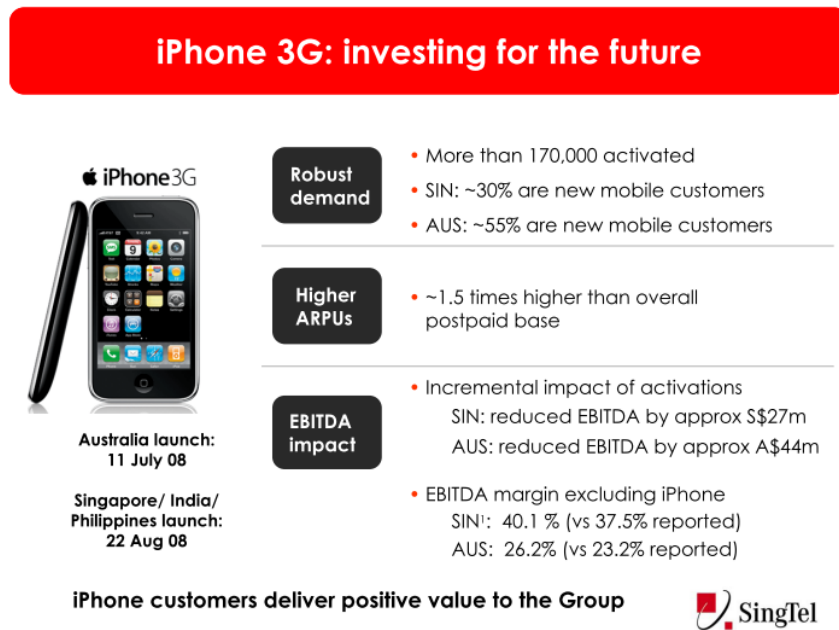 iPhone 3G: investing for the future
iPhone3G
Australia launch:
11 July 08
Singapore/ India/
Philippines launch:
22 Aug 08
Robust
demand
• More than 170,000 activated
• SIN: ~30% are new mobile customers
• AUS: ~55% are new mobile customers
Higher
ARPUs
• ~1.5 times higher than overall
postpaid base
EBITDA
impact
• Incremental impact of activations
SIN: reduced EBITDA by approx S$27m
AUS: reduced EBITDA by approx A$44m
• EBITDA margin excluding iPhone
SIN¹: 40.1 % (vs 37.5% reported)
AUS: 26.2% (vs 23.2% reported)
iPhone customers deliver positive value to the Group
SingTel